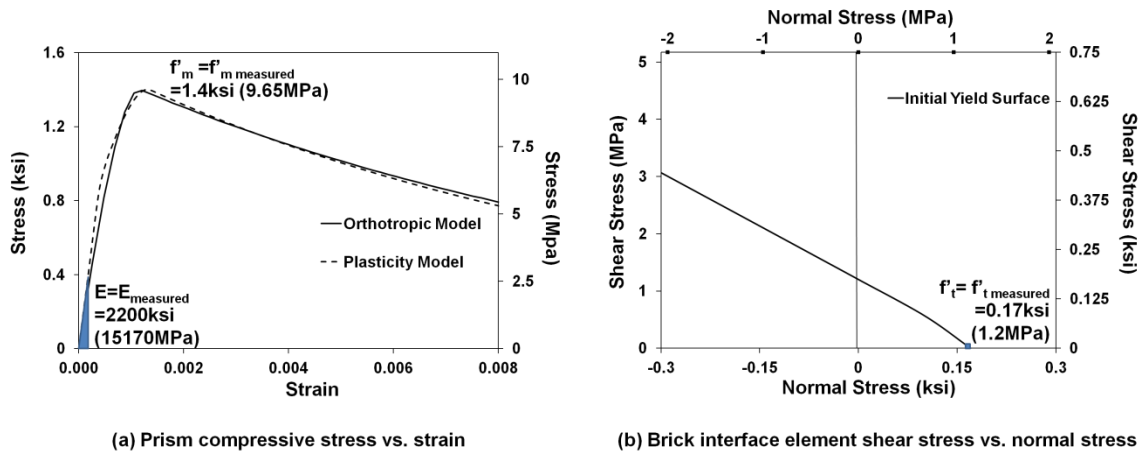 1.6
1.2
0.8
0.4
0
Stress (ksi)
f'm =f'm measured
=1.4ksi (9.65MPa)
10
7.5
5
2.5
0
Stress (Mpa)
Orthotropic Model
Plasticity Model
E=Emeasured
=2200ksi
(15170MPa)
0.000 0.002 0.004 0.006 0.008
Strain
(a) Prism compressive stress vs. strain
Normal Stress (MPa)
-2 -1 0 1 2
5
4
3
2
1
0
Shear Stress (MPa)
Initial Yield Surface
0.75
0.625
0.5
0.375
0.25
0.125
0
Shear Stress (ksi)
f't= f't measured
=0.17ksi
(1.2MPa)
-0.3 -0.15 0 0.15 0.3
Normal Stress (ksi)
(b) Brick interface element shear stress vs. normal stress